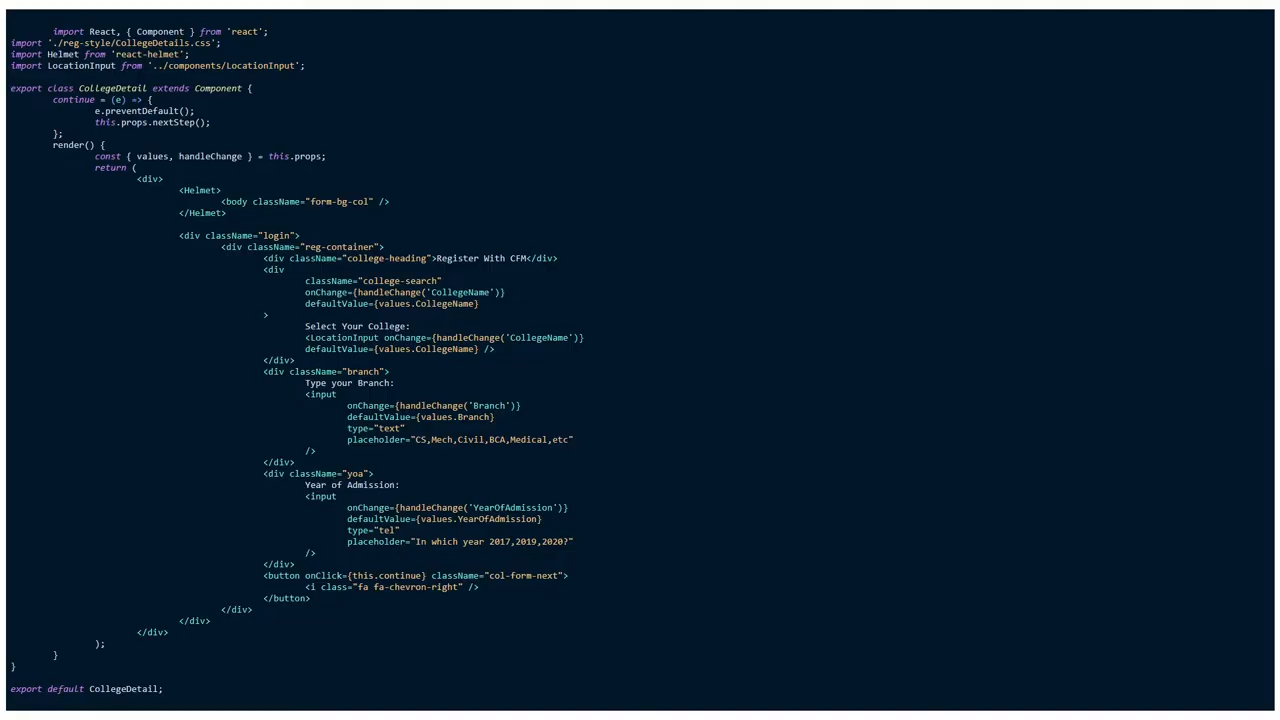 import React, { Component } from 'react';
import './reg-style/CollegeDetails.css';
import Helmet from 'react-helmet';
import LocationInput from '../components/LocationInput';
export class CollegeDetail extends Component {
continue = (e) => {
e.preventDefault();
this.props.nextStep();
};
render() {
const { values, handleChange } = this.props;
return (
<div>
<Helmet>
<body className="form-bg-col" />
</Helmet>
<div className="login">
<div className="reg-container">
<div className="college-heading">Register With CFM</div>
<div
className="college-search"
onChange={handleChange('CollegeName')}
defaultValue={values.CollegeName}
>
Select Your College:
<LocationInput onChange={handleChange('CollegeName')}
defaultValue={values.CollegeName} />
</div>
<div className="branch">
Type your Branch:
<input
onChange={handleChange('Branch')}
defaultValue={values.Branch}
type="text"
placeholder="CS,Mech,Civil,BCA,Medical,etc"
/>
</div>
<div className="yoa">
Year of Admission:
<input
onChange={handleChange('YearOfAdmission')}
defaultValue={values.YearOfAdmission}
type="tel"
placeholder="In which year 2017,2019,2020?"
/>
</div>
<button onClick={this.continue} className="col-form-next">
<i class="fa fa-chevron-right" />
</button>
</div>
</div>
</div>
);
}
}
export default CollegeDetail;